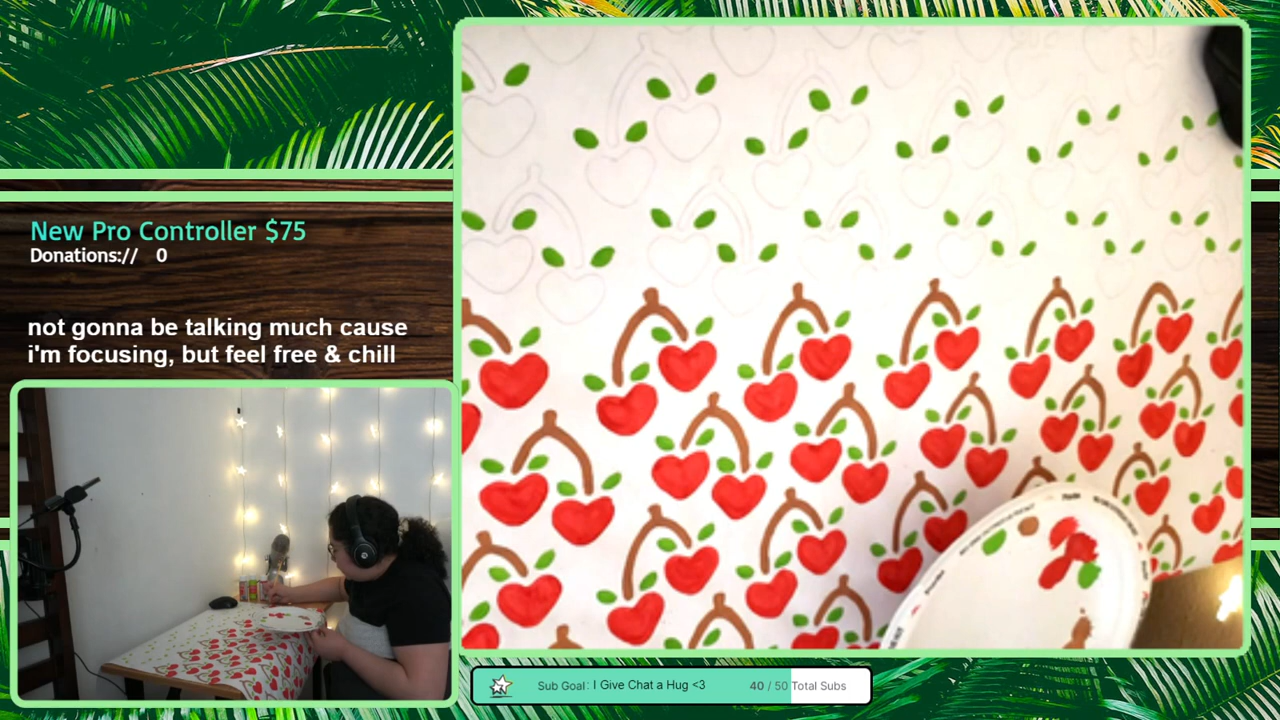 New Pro Controller $75
Donations:// 0
not gonna be talking much cause
i'm focusing, but feel free & chill
Sub Goal: I Give Chat a Hug <3 40 / 50 Total Subs